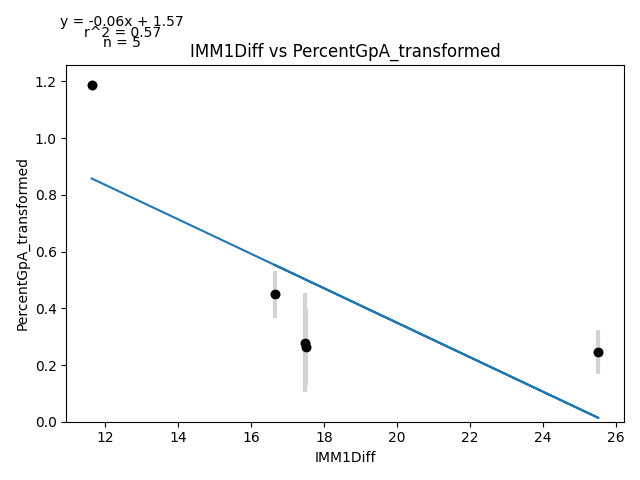 y = -0.06x + 1.57
r^2 = 0.57
n = 5
IMM1Diff vs PercentGpA_transformed
1.2
1.0
0.8
0.6
0.4
0.2
0.0
PercentGpA_transformed
12 14 16 18 20 22 24 26
IMM1Diff